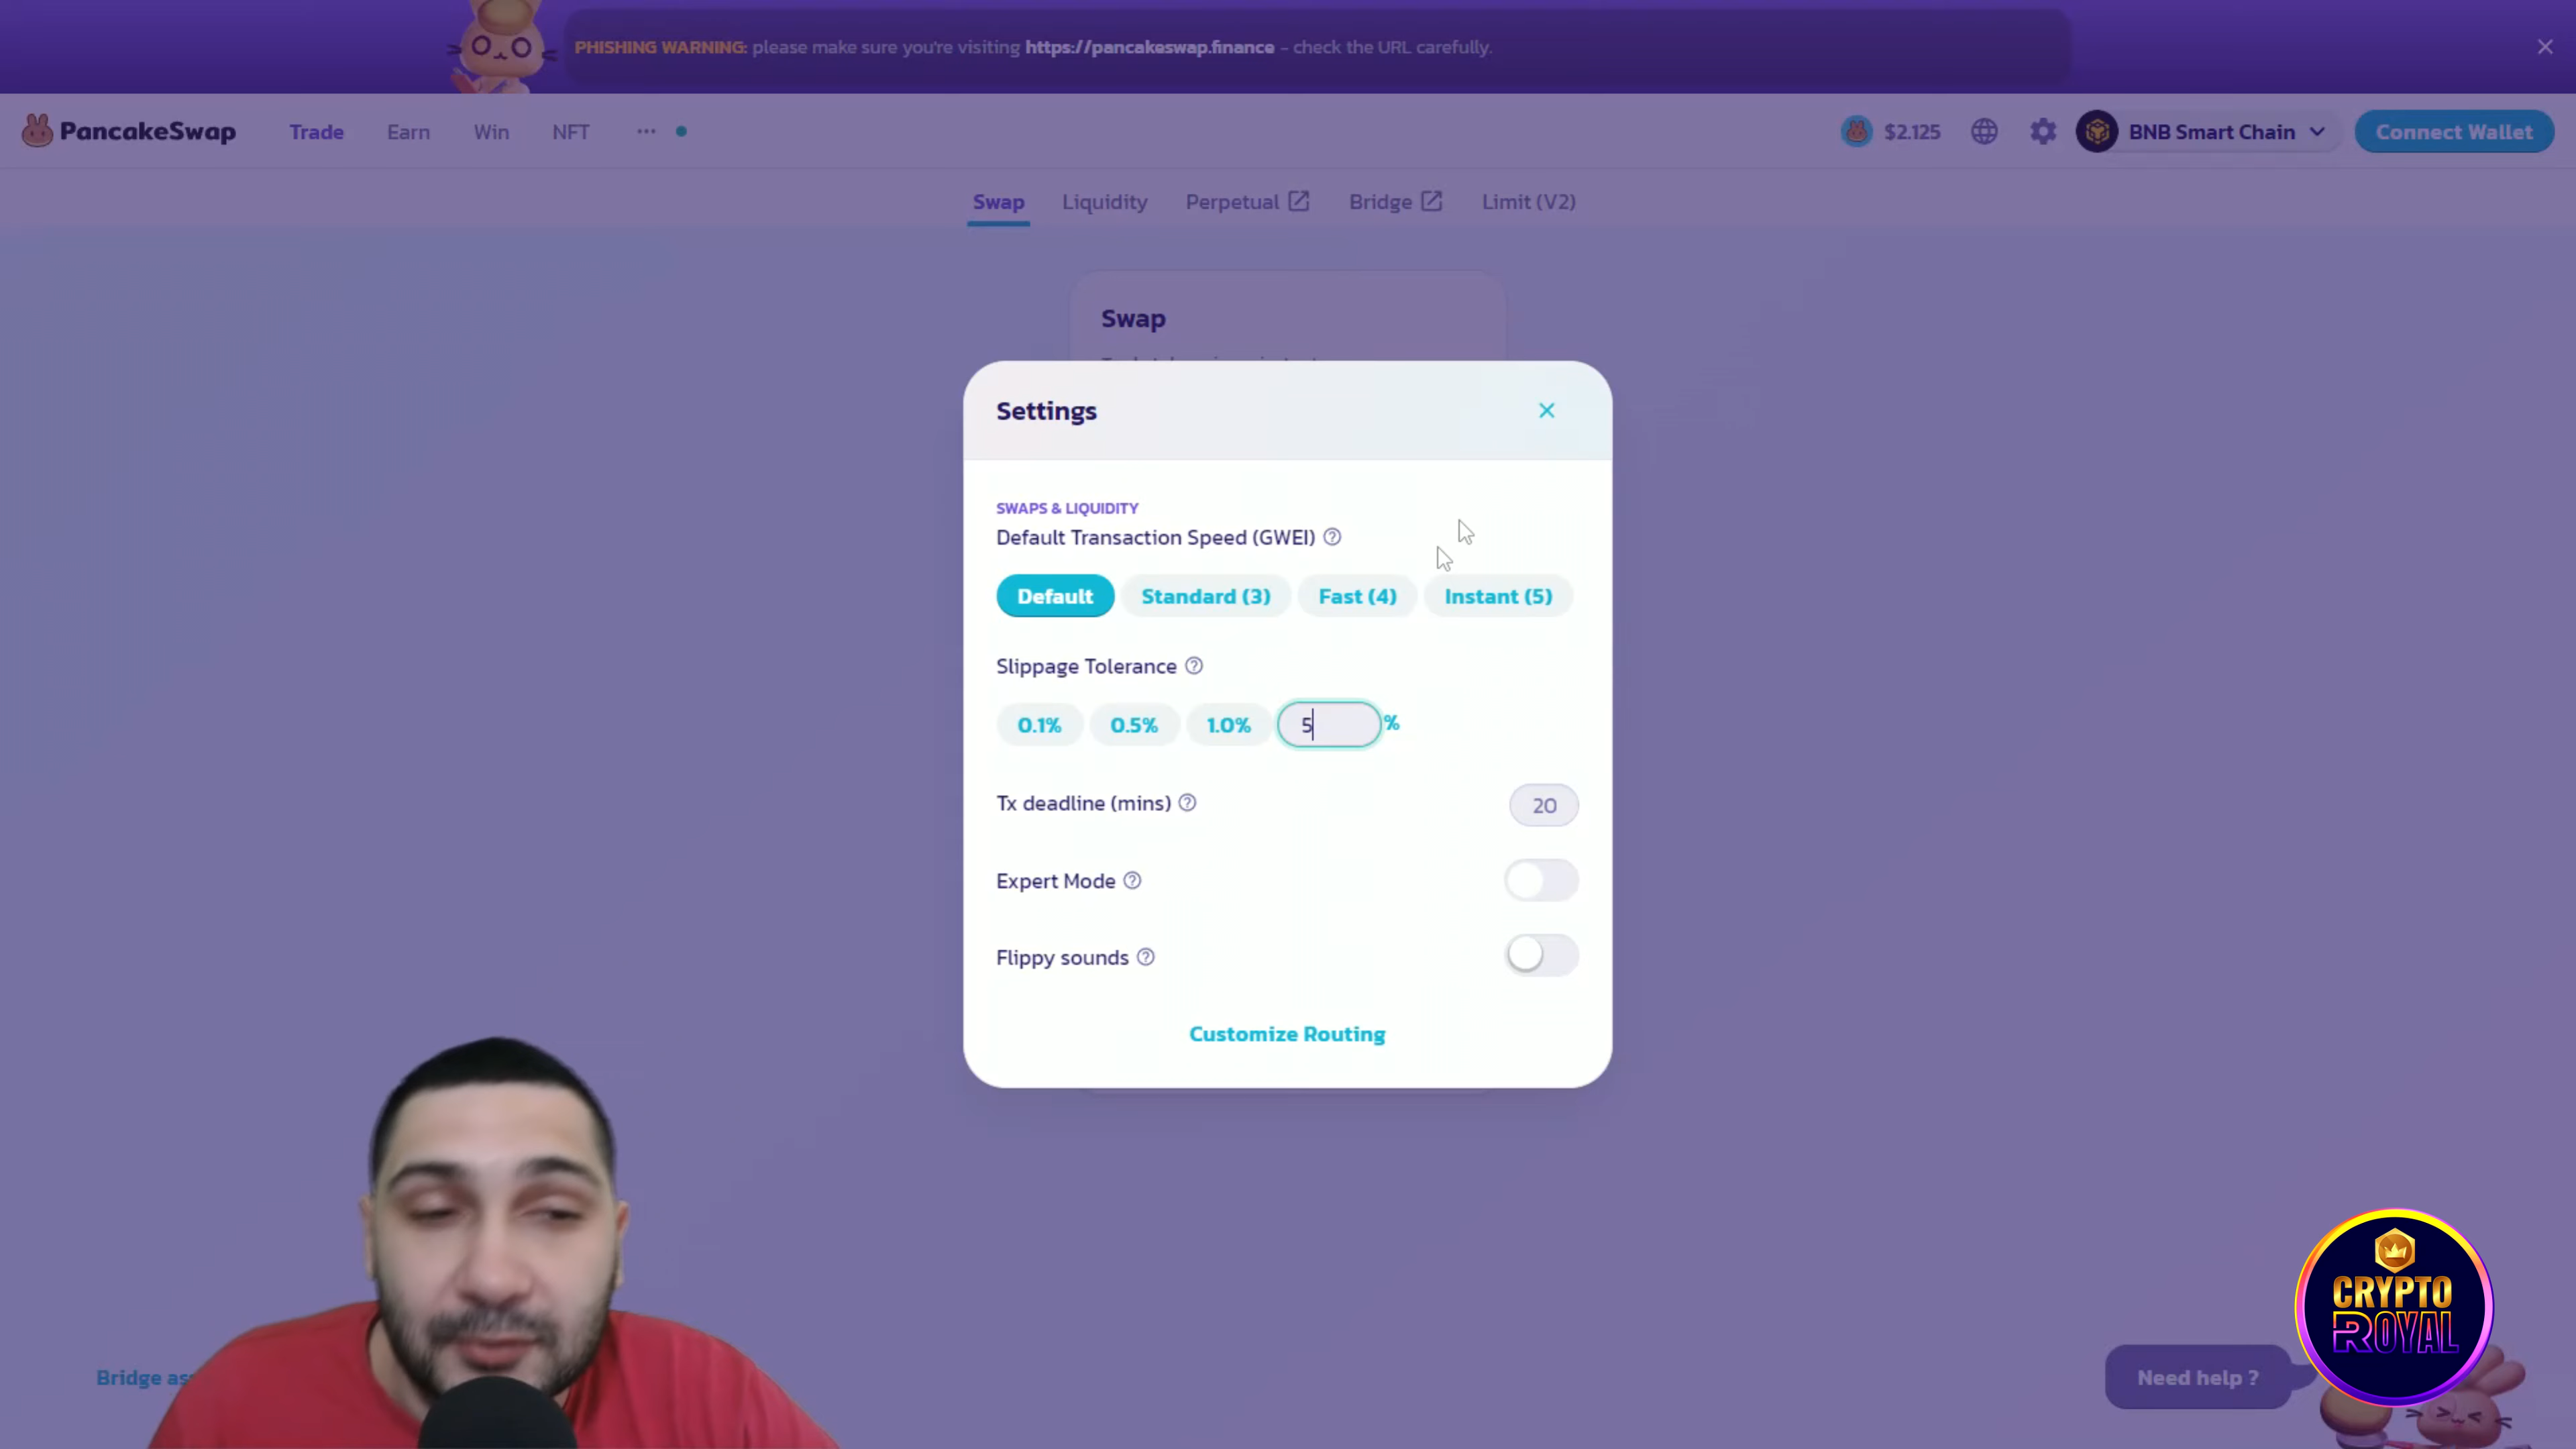 PHISHING WARNING: please make sure you're visiting https://pancakeswap.finance - check the URL carefully.
PancakeSwap
Trade
Earn
Win
NFT
$2.125
BNB Smart Chain
Connect Wallet
Swap
Liquidity
Perpetual
Bridge
Limit (V2)
Swap
Settings
SWAPS & LIQUIDITY
Default Transaction Speed (GWEI)
Default
Standard (3)
Fast (4)
Instant (5)
Slippage Tolerance
0.1%
0.5%
1.0%
5
%
Tx deadline (mins)
20
Expert Mode
Flippy sounds
Customize Routing
Bridge as
Need help ?
CRYPTO
ROYAL